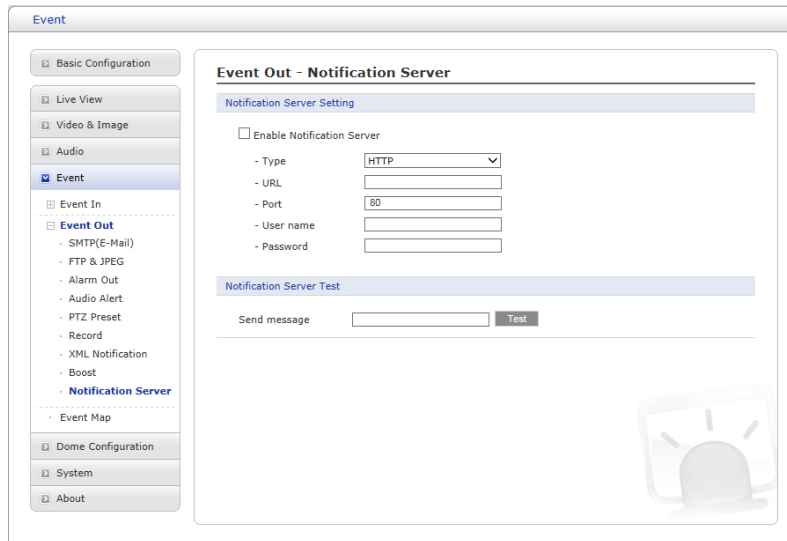 Event
Basic Configuration
Live View
Video & Image
Audio
Event
Event In
Event Out
· SMTP(E-Mail)
· FTP & JPEG
· Alarm Out
· Audio Alert
· PTZ Preset
· Record
· XML Notification
· Boost
· Notification Server
· Event Map
Dome Configuration
System
About
Event Out - Notification Server
Notification Server Setting
Enable Notification Server
- Type HTTP
- URL
- Port 80
- User name
- Password
Notification Server Test
Send message Test